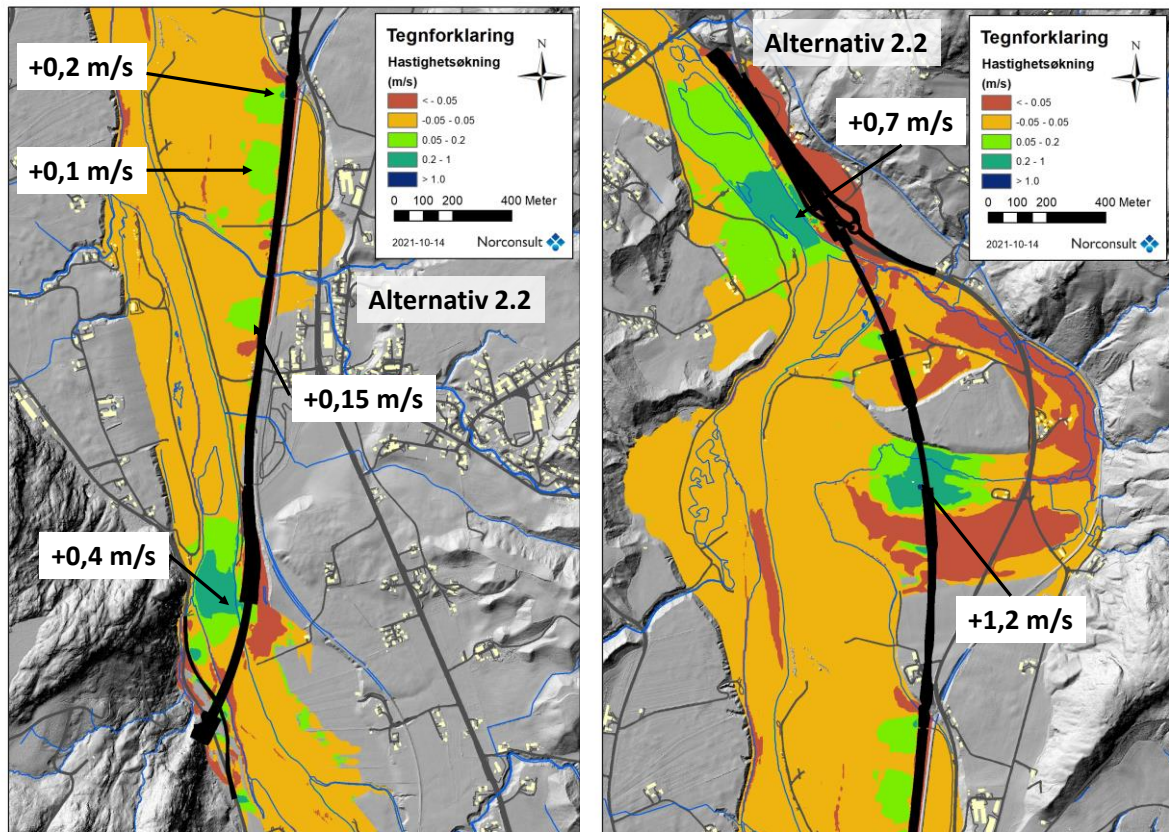 Tegnforklaring
Hastighetsøkning
(m/s)
< - 0.05
-0.05 - 0.05
0.05 - 0.2
0.2 - 1
> 1.0
0 100 200 400 Meter
2021-10-14 Norconsult
N
+0,2 m/s
+0,1 m/s
Alternativ 2.2
+0,15 m/s
+0,4 m/s
Alternativ 2.2
Tegnforklaring
Hastighetsøkning
(m/s)
< - 0.05
-0.05 - 0.05
0.05 - 0.2
0.2 - 1
> 1.0
0 100 200 400 Meter
2021-10-14 Norconsult
N
+0,7 m/s
+1,2 m/s